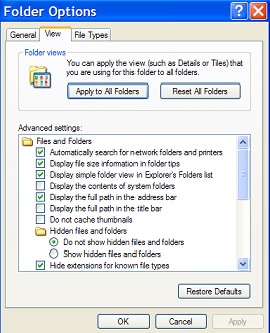 Folder Options
General
View
File Types
Folder views
You can apply the view (such as Details or Tiles) that
you are using for this folder to all folders.
Apply to All Folders
Reset All Folders
Advanced settings:
Files and Folders
Automatically search for network folders and printers
Display file size information in folder tips
Display simple folder view in Explorer's Folders list
Display the contents of system folders
Display the full path in the address bar
Display the full path in the title bar
Do not cache thumbnails
Hidden files and folders
Do not show hidden files and folders
Show hidden files and folders
Hide extensions for known file types
Restore Defaults
OK
Cancel
Apply